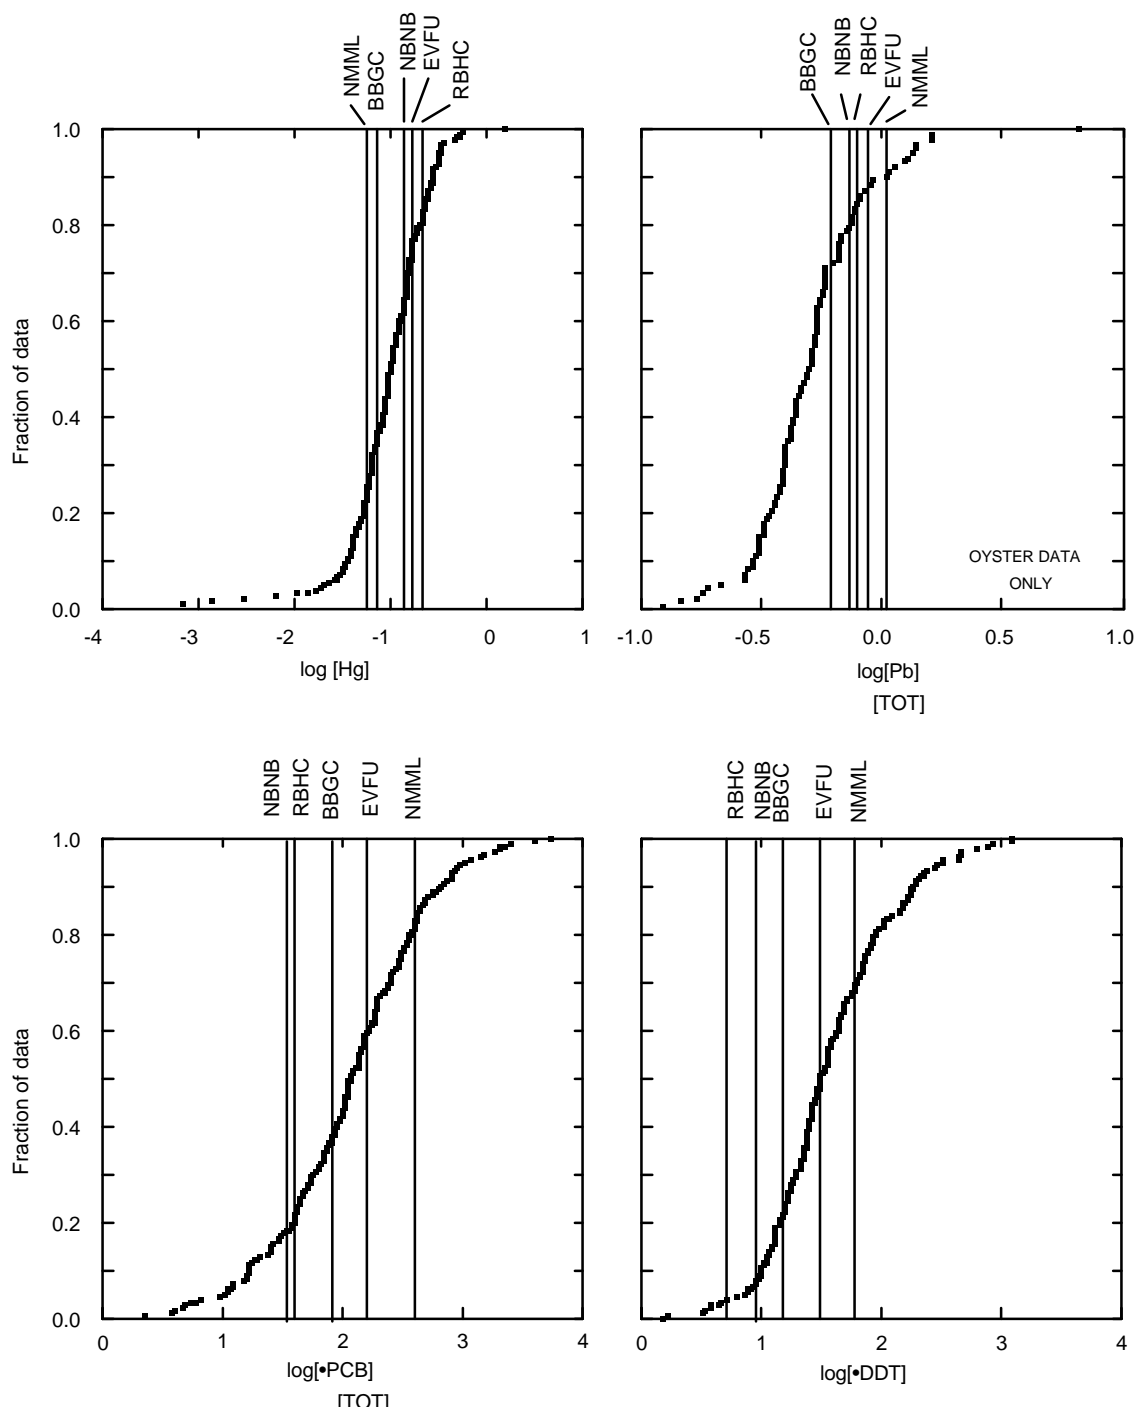 NMML
BBGC
NBNB
EVFU
RBHC
1.0
0.8
0.6
0.4
0.2
0.0
Fraction of data
-4
-3
-2
-1
0
1
log [Hg]
BBGC
NBNB
RBHC
EVFU
NMML
OYSTER DATA
ONLY
-1.0
-0.5
0.0
0.5
1.0
log[Pb]
[TOT]
NBNB
RBHC
BBGC
EVFU
NMML
1.0
0.8
0.6
0.4
0.2
0.0
Fraction of data
0
1
2
3
4
log[•PCB]
[TOT]
RBHC
NBNB
BBGC
EVFU
NMML
0
1
2
3
4
log[•DDT]